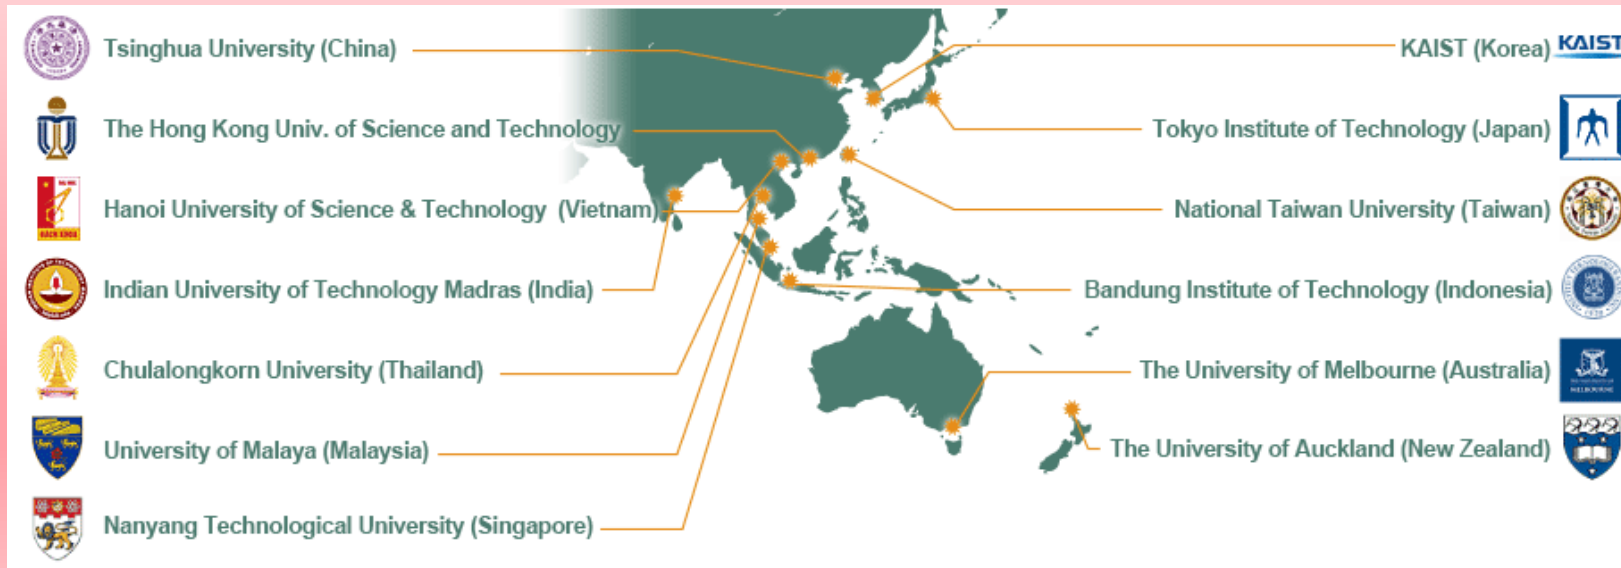 Tsinghua University (China)
The Hong Kong Univ. of Science and Technology
Hanoi University of Science & Technology (Vietnam)
Indian University of Technology Madras (India)
Chulalongkorn University (Thailand)
University of Malaya (Malaysia)
Nanyang Technological University (Singapore)
KAIST (Korea)
KAIST
Tokyo Institute of Technology (Japan)
National Taiwan University (Taiwan)
Bandung Institute of Technology (Indonesia)
The University of Melbourne (Australia)
The University of Auckland (New Zealand)
BÁCH KHOA
MELBOURNE